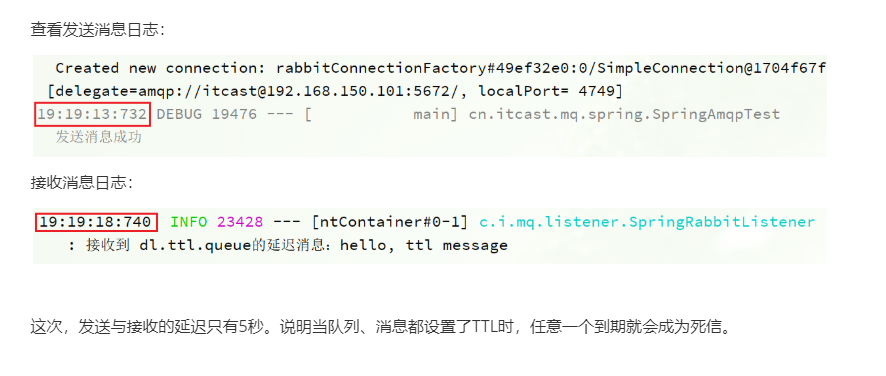 查看发送消息日志：
Created new connection: rabbitConnectionFactory#49ef32e0:0/SimpleConnection@1704f67f
[delegate=amqp://itcast@192.168.150.101:5672/, localPort= 4749]
19:19:13:732 DEBUG 19476 --- [           main] cn.itcast.mq.spring.SpringAmqpTest
发送消息成功
接收消息日志：
19:19:18:740  INFO 23428 --- [ntContainer#0-1] c.i.mq.listener.SpringRabbitListener
: 接收到 dl.ttl.queue的延迟消息：hello, ttl message
这次，发送与接收的延迟只有5秒。说明当队列、消息都设置了TTL时，任意一个到期就会成为死信。